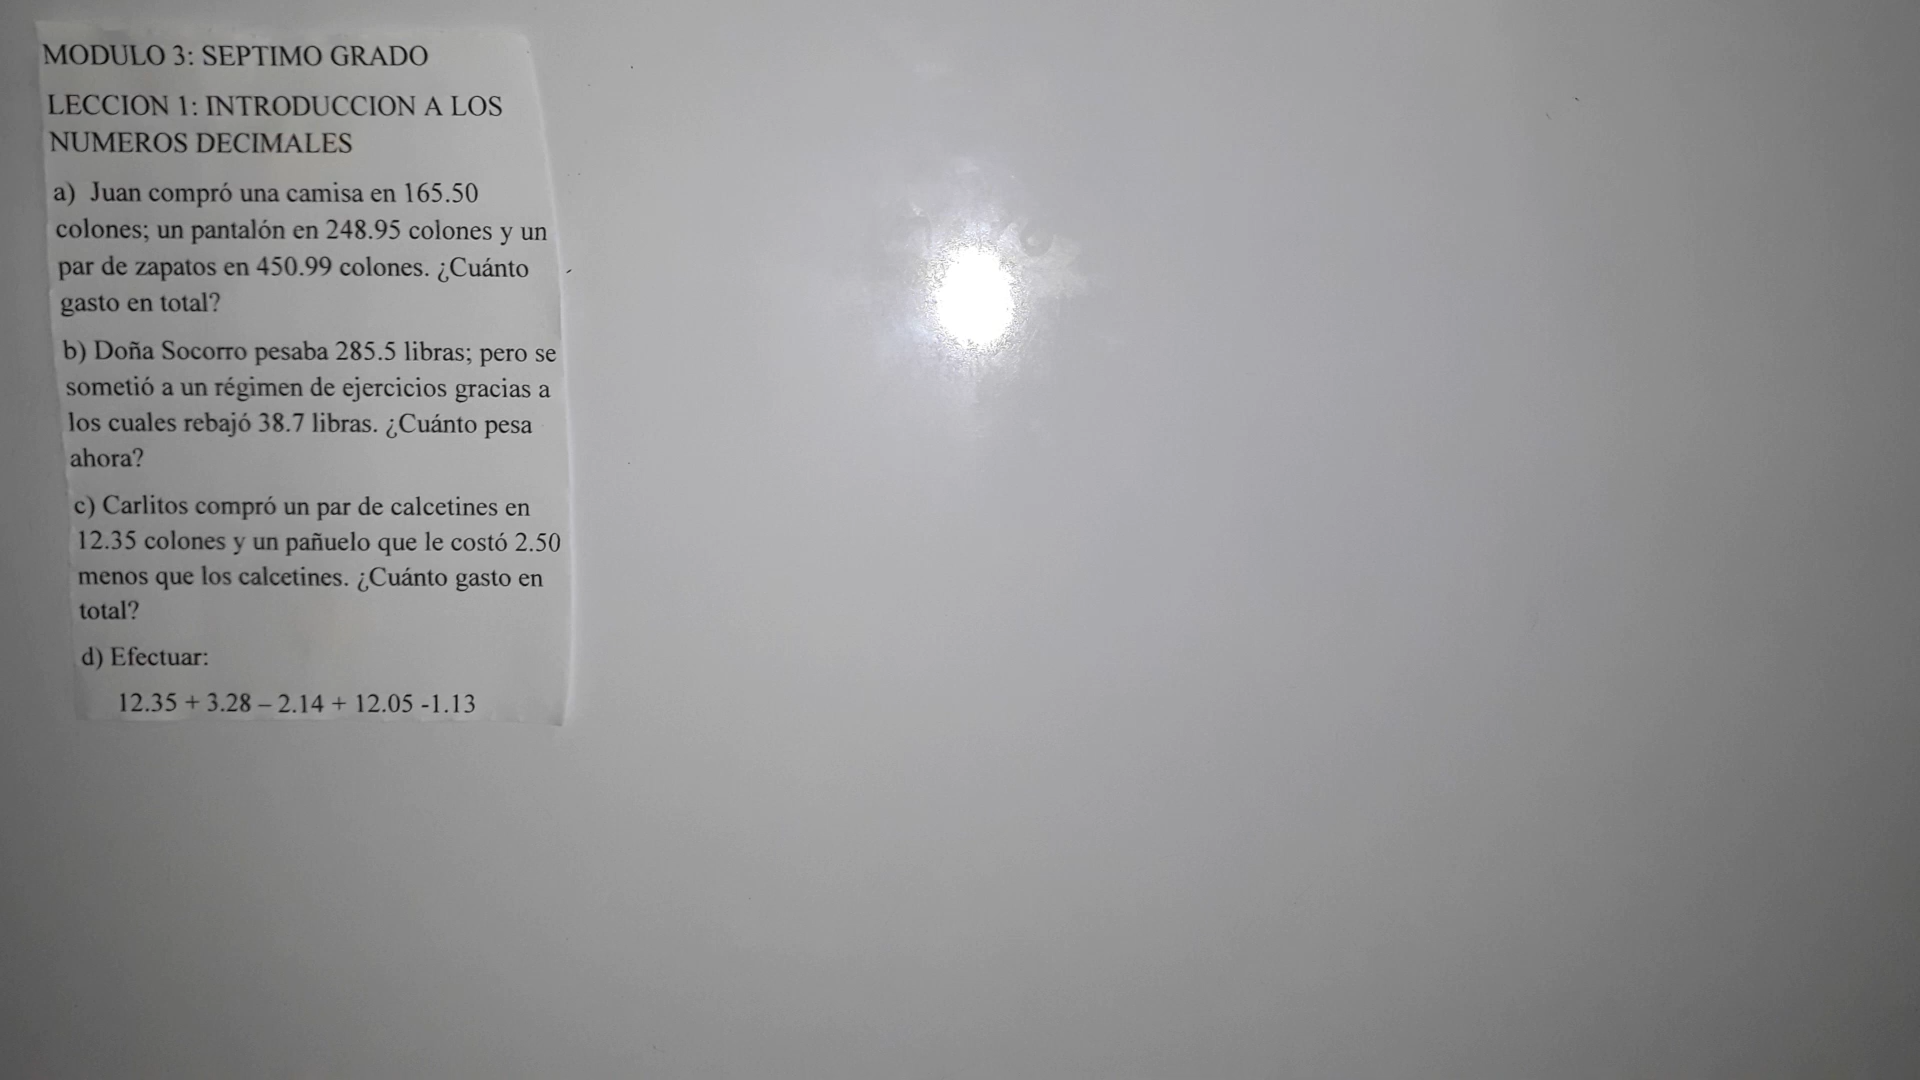 MODULO 3: SEPTIMO GRADO
LECCION 1: INTRODUCCION A LOS
NUMEROS DECIMALES
a) Juan compró una camisa en 165.50
colones; un pantalón en 248.95 colones y un
par de zapatos en 450.99 colones. ¿Cuánto
gasto en total?
b) Doña Socorro pesaba 285.5 libras; pero se
sometió a un régimen de ejercicios gracias a
los cuales rebajó 38.7 libras. ¿Cuánto pesa
ahora?
c) Carlitos compró un par de calcetines en
12.35 colones y un pañuelo que le costó 2.50
menos que los calcetines. ¿Cuánto gasto en
total?
d) Efectuar:
12.35 + 3.28 – 2.14 + 12.05 -1.13